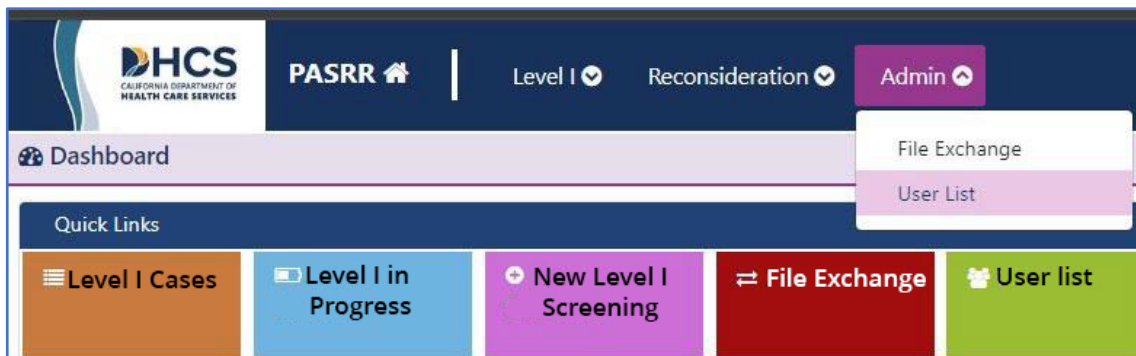 DHCS
CALIFORNIA DEPARTMENT OF
HEALTH CARE SERVICES
PASRR
Level I
Reconsideration
Admin
File Exchange
User List
Dashboard
Quick Links
Level I Cases
Level I in
Progress
New Level I
Screening
File Exchange
User list